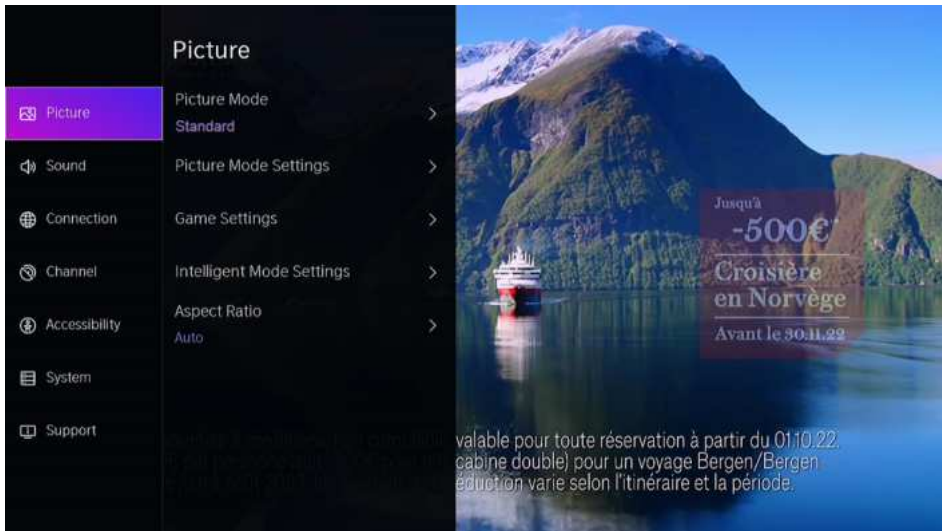 Picture
Picture
Sound
Connection
Channel
Accessibility
System
Support
Picture Mode
Standard
Picture Mode Settings
Game Settings
Intelligent Mode Settings
Aspect Ratio
Auto
Jusqu'à
-500€*
Croisière
en Norvège
Avant le 30.11.22
valable pour toute réservation à partir du 01.10.22.
cabine double) pour un voyage Bergen/Bergen
éduction varie selon l'itinéraire et la période.